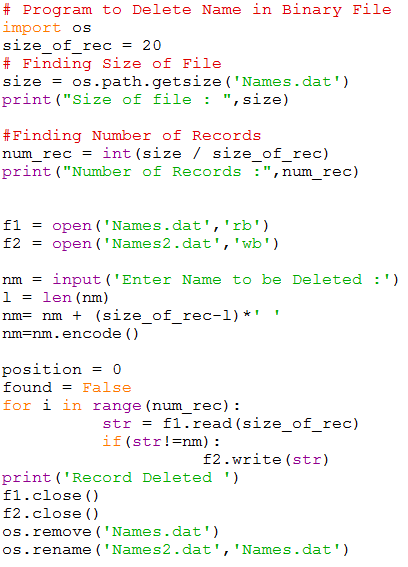 # Program to Delete Name in Binary File
import os
size_of_rec = 20
# Finding Size of File
size = os.path.getsize('Names.dat')
print("Size of file : ",size)
#Finding Number of Records
num_rec = int(size / size_of_rec)
print("Number of Records :",num_rec)
f1 = open('Names.dat','rb')
f2 = open('Names2.dat','wb')
nm = input('Enter Name to be Deleted :')
l = len(nm)
nm= nm + (size_of_rec-l)*' '
nm=nm.encode()
position = 0
found = False
for i in range(num_rec):
        str = f1.read(size_of_rec)
        if(str!=nm):
                f2.write(str)
print('Record Deleted ')
f1.close()
f2.close()
os.remove('Names.dat')
os.rename('Names2.dat','Names.dat')